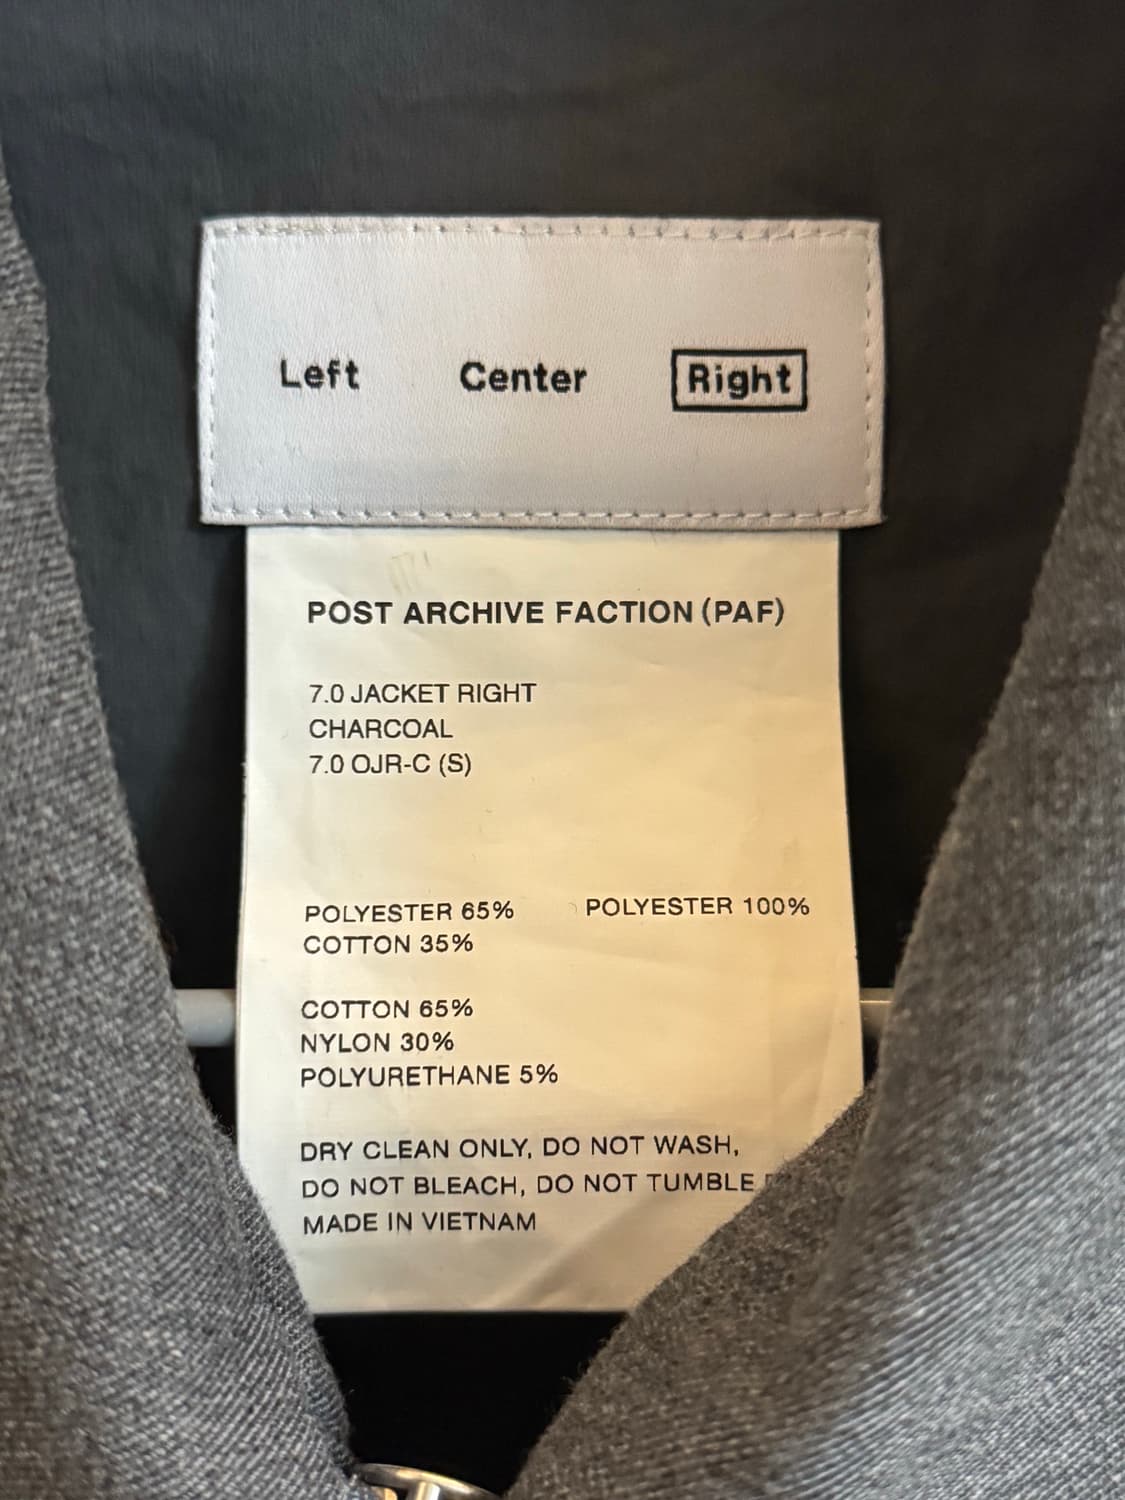 Left Center Right
POST ARCHIVE FACTION (PAF)
7.0 JACKET RIGHT
CHARCOAL
7.0 OJR-C (S)
POLYESTER 65% POLYESTER 100%
COTTON 35%
COTTON 65%
NYLON 30%
POLYURETHANE 5%
DRY CLEAN ONLY, DO NOT WASH,
DO NOT BLEACH, DO NOT TUMBLE
MADE IN VIETNAM